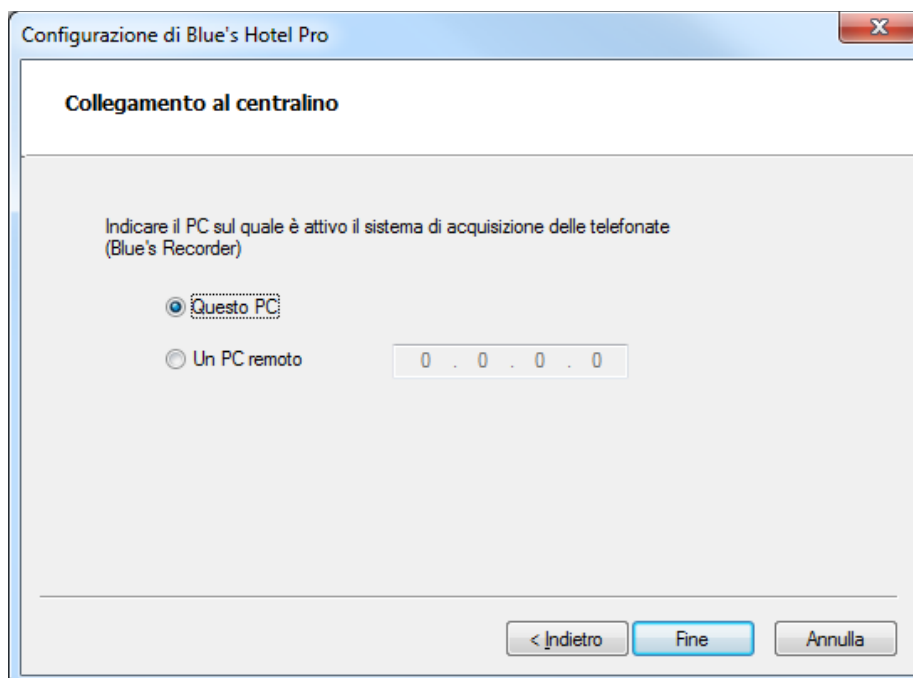 Configurazione di Blue's Hotel Pro
Collegamento al centralino
Indicare il PC sul quale è attivo il sistema di acquisizione delle telefonate
(Blue's Recorder)
Questo PC
Un PC remoto 0 . 0 . 0 . 0
< Indietro Fine Annulla